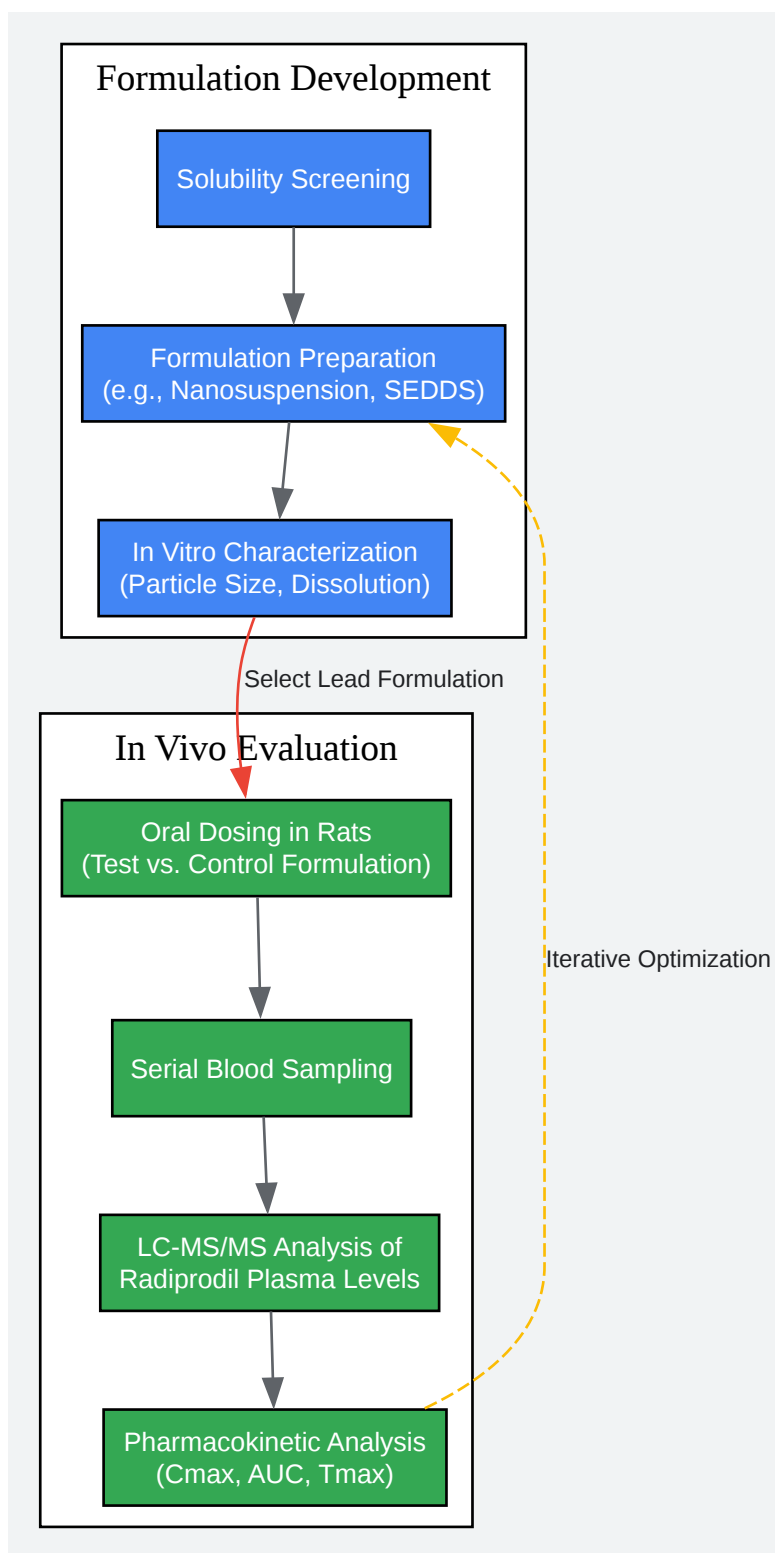 Formulation Development
Solubility Screening
Formulation Preparation
(e.g., Nanosuspension, SEDDS)
In Vitro Characterization
(Particle Size, Dissolution)
Select Lead Formulation
In Vivo Evaluation
Oral Dosing in Rats
(Test vs. Control Formulation)
Iterative Optimization
Serial Blood Sampling
LC-MS/MS Analysis of
Radiprodil Plasma Levels
Pharmacokinetic Analysis
(Cmax, AUC, Tmax)